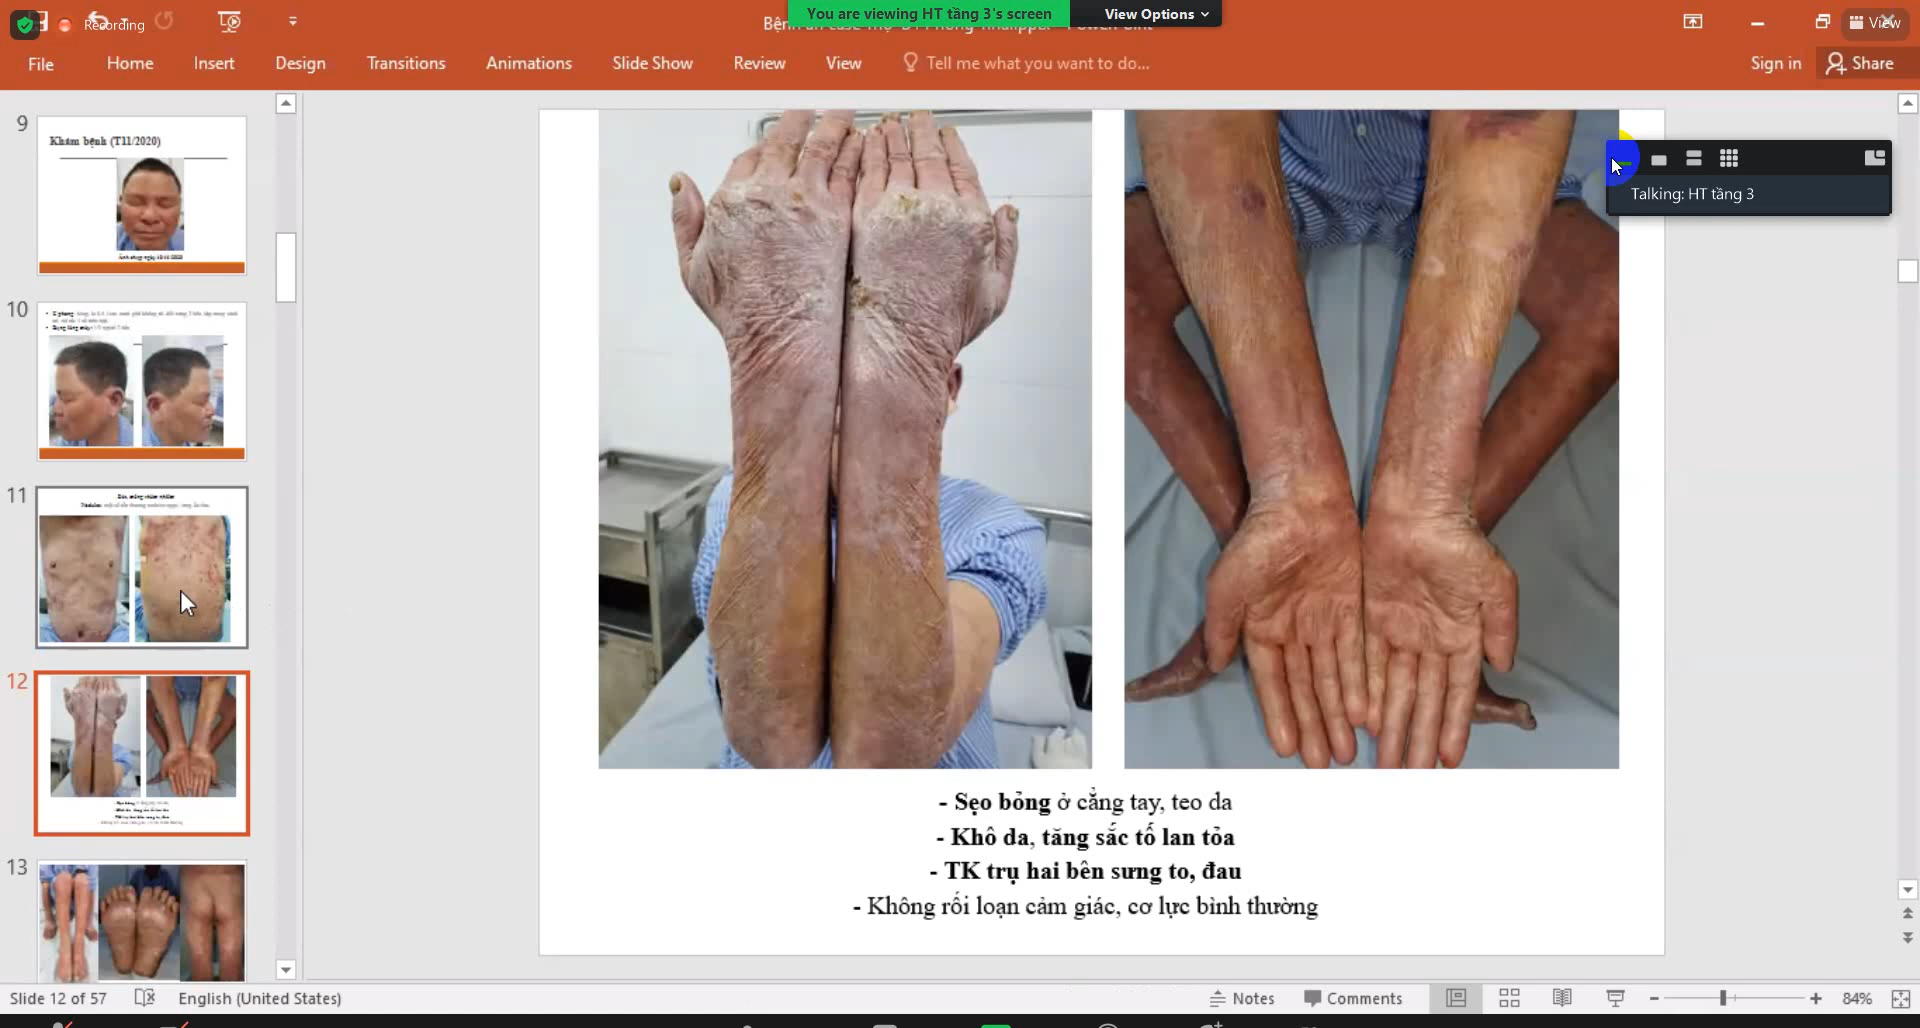 Recording
You are viewing HT tầng 3's screen
View Options
View
File
Home
Insert
Design
Transitions
Animations
Slide Show
Review
View
Tell me what you want to do...
Sign in
Share
9
Khám bệnh (T11/2020)
10
11
12
13
Talking: HT tầng 3
- Sẹo bỏng ở cẳng tay, teo da
- Khô da, tăng sắc tố lan tỏa
- TK trụ hai bên sưng to, đau
- Không rối loạn cảm giác, cơ lực bình thường
Slide 12 of 57
English (United States)
Notes
Comments
84%